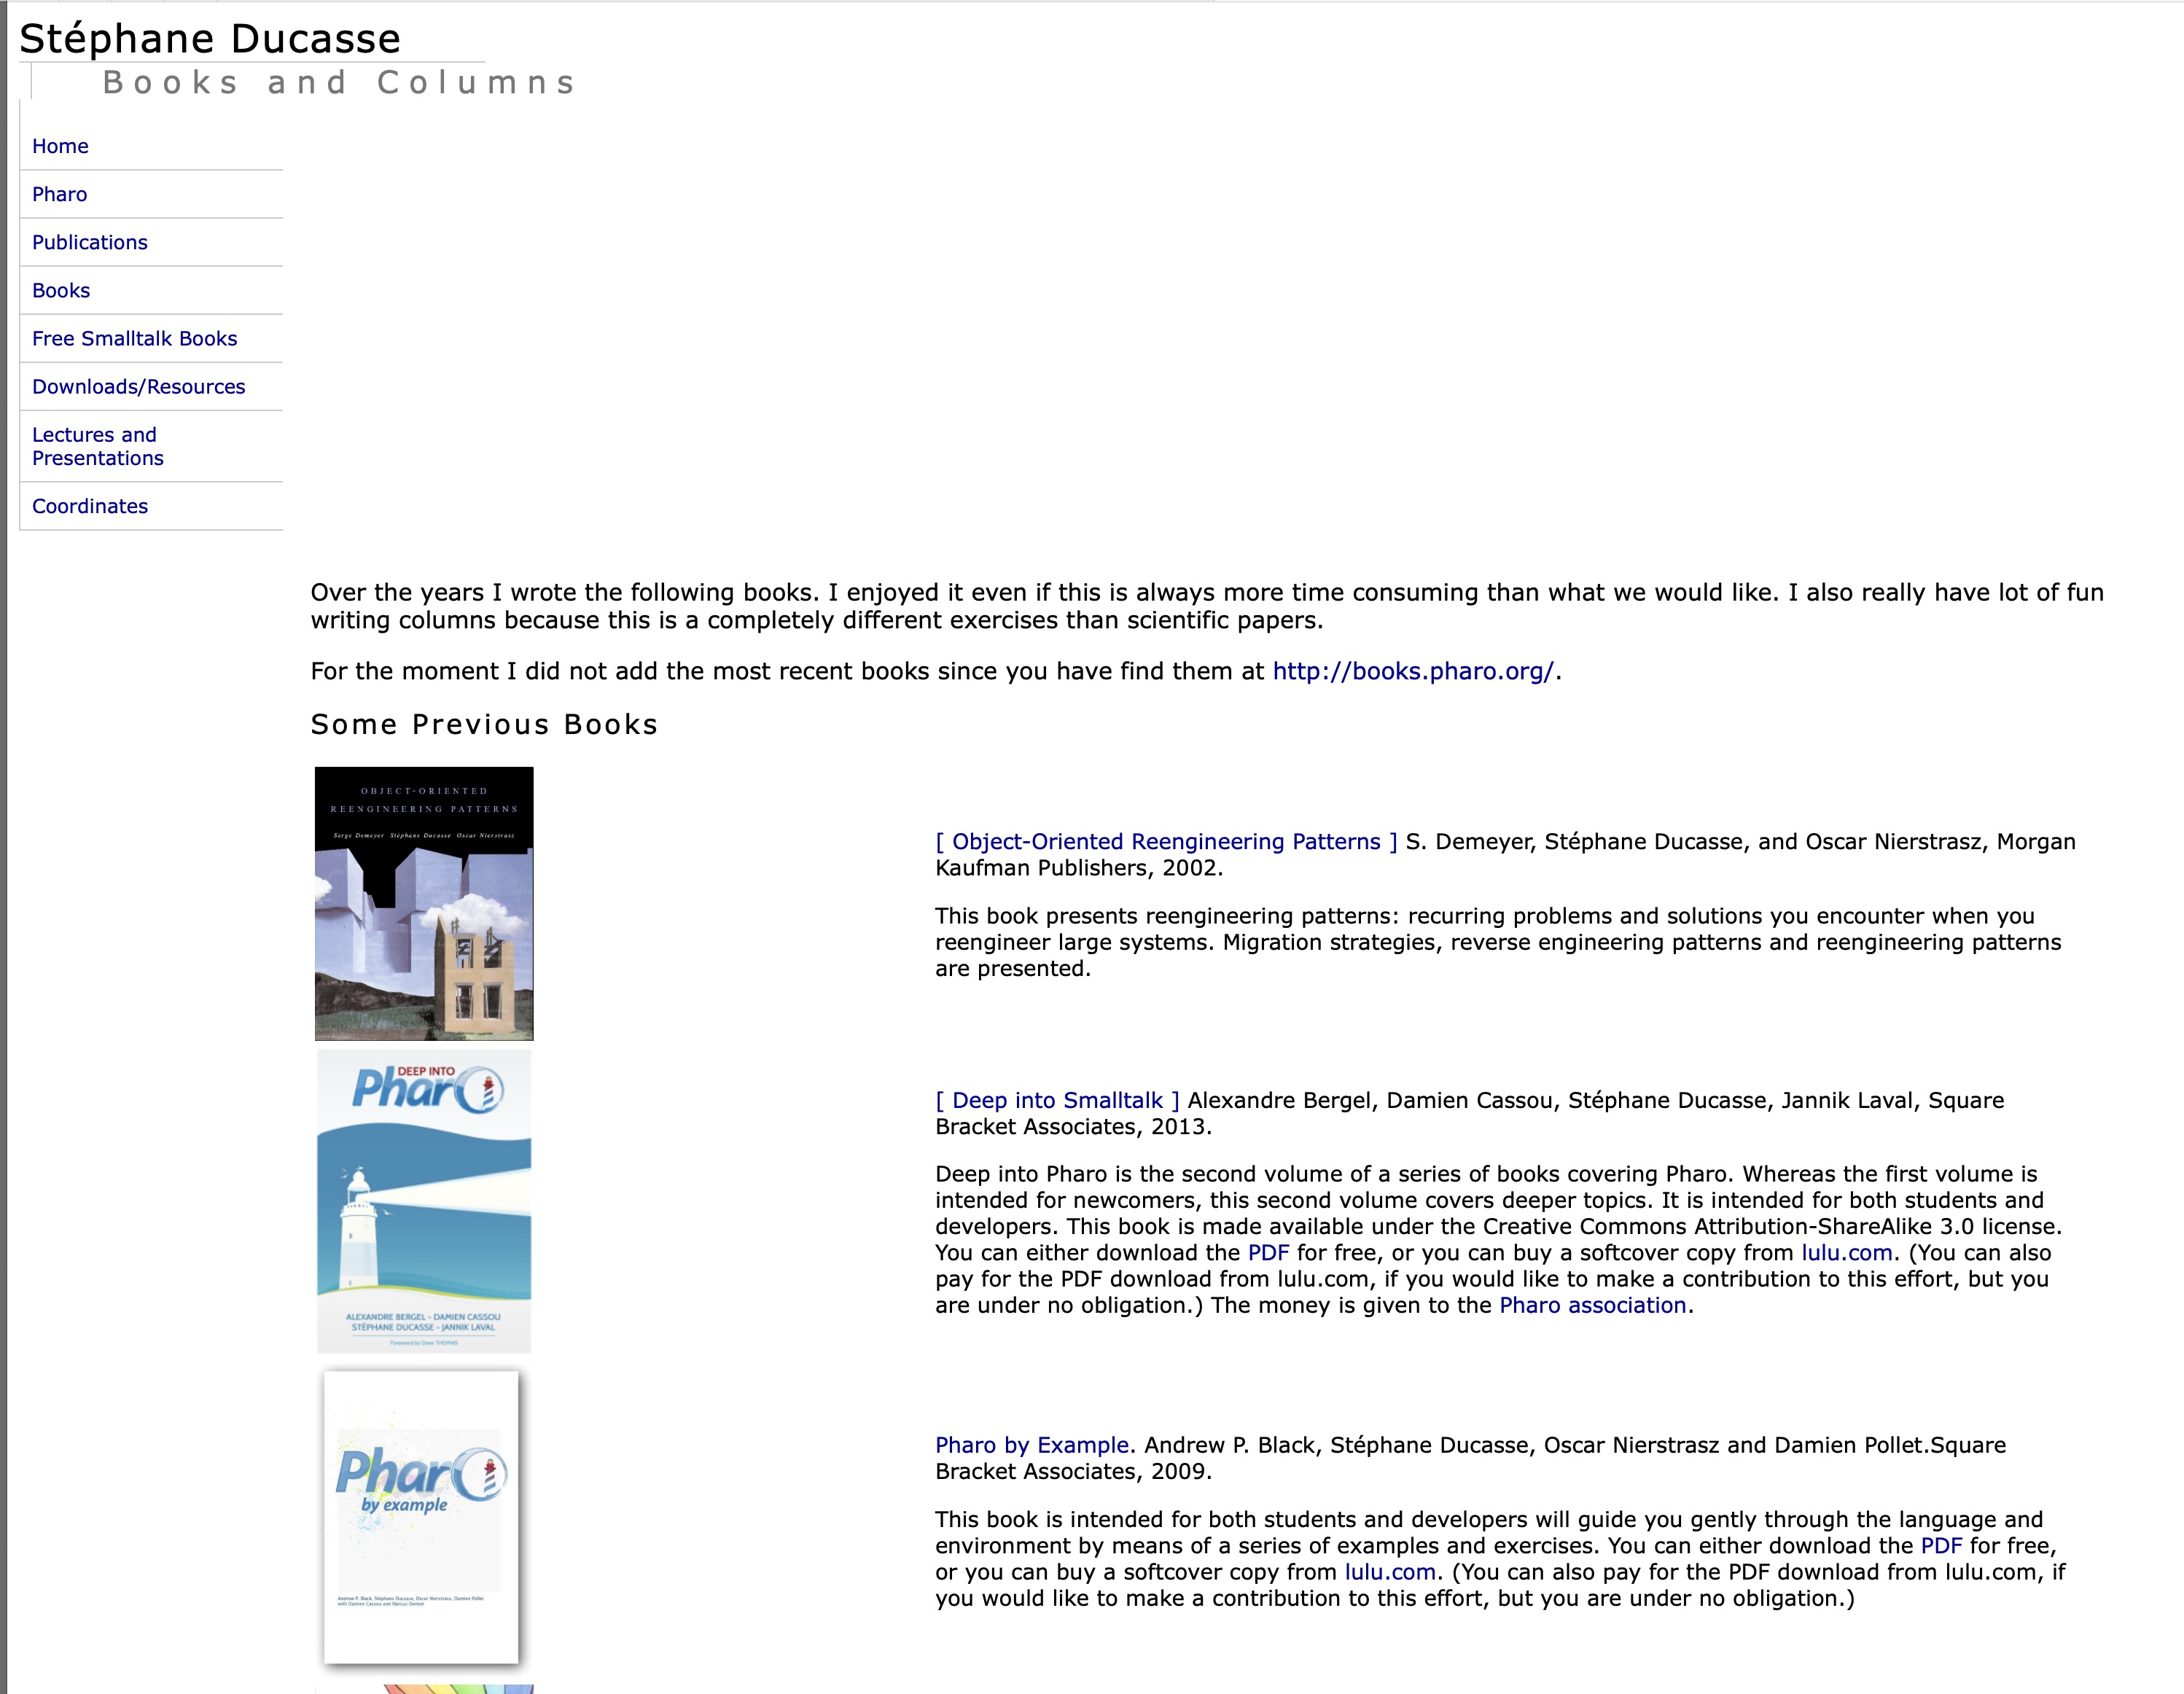 Stéphane Ducasse
Books and Columns
Home
Pharo
Publications
Books
Free Smalltalk Books
Downloads/Resources
Lectures and
Presentations
Coordinates
Over the years I wrote the following books. I enjoyed it even if this is always more time consuming than what we would like. I also really have lot of fun
writing columns because this is a completely different exercises than scientific papers.
For the moment I did not add the most recent books since you have find them at http://books.pharo.org/.
Some Previous Books
OBJECT-ORIENTED
REENGINEERING PATTERNS
Serge Demeyer Stéphane Ducasse Oscar Nierstrasz
[ Object-Oriented Reengineering Patterns ] S. Demeyer, Stéphane Ducasse, and Oscar Nierstrasz, Morgan
Kaufman Publishers, 2002.
This book presents reengineering patterns: recurring problems and solutions you encounter when you
reengineer large systems. Migration strategies, reverse engineering patterns and reengineering patterns
are presented.
DEEP INTO
Pharo
ALEXANDRE BERGEL - DAMIEN CASSOU
STÉPHANE DUCASSE - JANNIK LAVAL
Foreword by Dave THOMAS
[ Deep into Smalltalk ] Alexandre Bergel, Damien Cassou, Stéphane Ducasse, Jannik Laval, Square
Bracket Associates, 2013.
Deep into Pharo is the second volume of a series of books covering Pharo. Whereas the first volume is
intended for newcomers, this second volume covers deeper topics. It is intended for both students and
developers. This book is made available under the Creative Commons Attribution-ShareAlike 3.0 license.
You can either download the PDF for free, or you can buy a softcover copy from lulu.com. (You can also
pay for the PDF download from lulu.com, if you would like to make a contribution to this effort, but you
are under no obligation.) The money is given to the Pharo association.
Pharo
by example
Andrew P. Black, Stéphane Ducasse, Oscar Nierstrasz, Damien Pollet
with Damien Cassou and Marcus Denker
Pharo by Example. Andrew P. Black, Stéphane Ducasse, Oscar Nierstrasz and Damien Pollet.Square
Bracket Associates, 2009.
This book is intended for both students and developers will guide you gently through the language and
environment by means of a series of examples and exercises. You can either download the PDF for free,
or you can buy a softcover copy from lulu.com. (You can also pay for the PDF download from lulu.com, if
you would like to make a contribution to this effort, but you are under no obligation.)